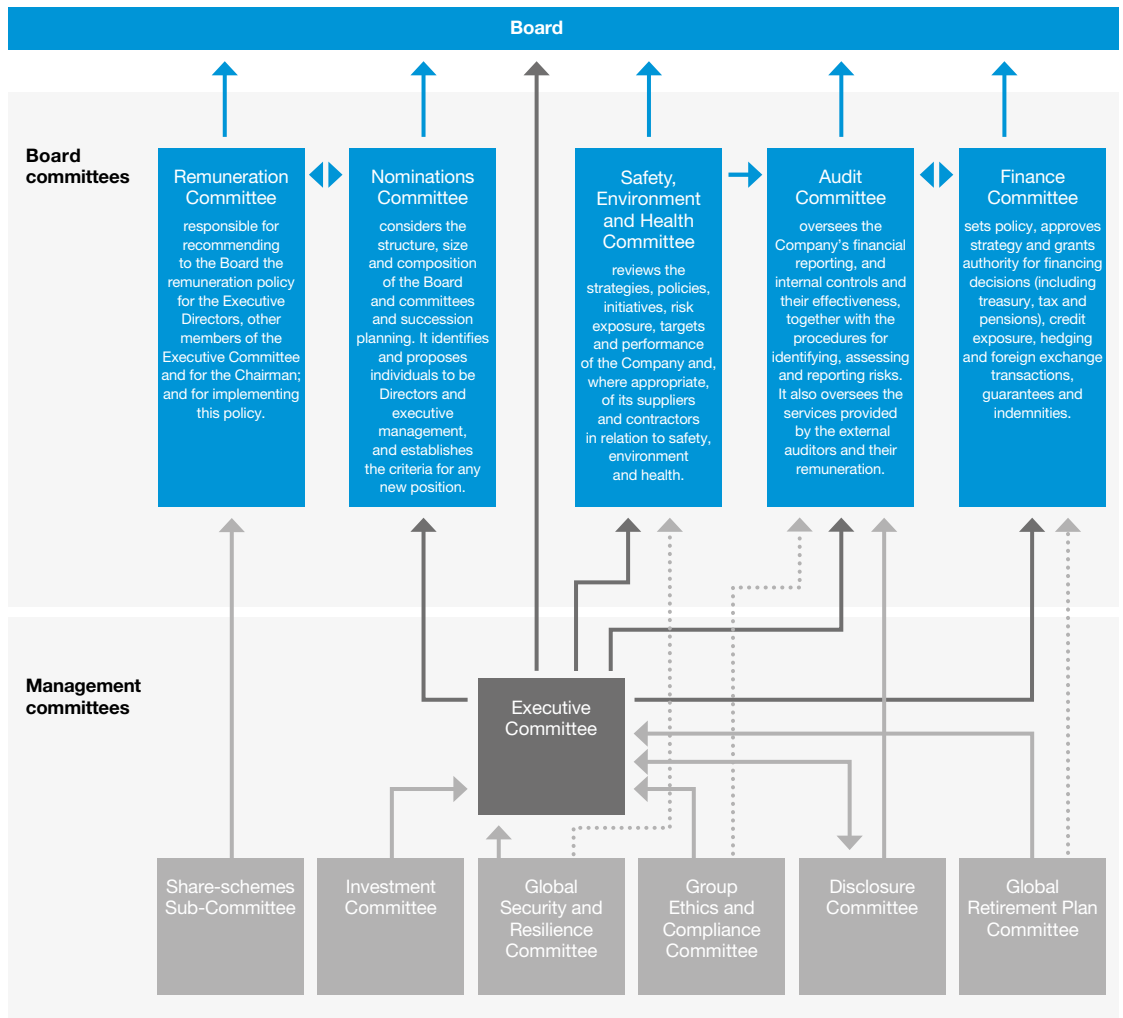 Board
Board
committees
Remuneration
Committee
responsible for
recommending
to the Board the
remuneration policy
for the Executive
Directors, other
members of the
Executive Committee
and for the Chairman;
and for implementing
this policy.
Nominations
Committee
considers the
structure, size
and composition
of the Board
and committees
and succession
planning. It identifies
and proposes
individuals to be
Directors and
executive
management,
and establishes
the criteria for any
new position.
Safety,
Environment
and Health
Committee
reviews the
strategies, policies,
initiatives, risk
exposure, targets
and performance
of the Company and,
where appropriate,
of its suppliers
and contractors
in relation to safety,
environment
and health.
Audit
Committee
oversees the
Company’s financial
reporting, and
internal controls and
their effectiveness,
together with the
procedures for
identifying, assessing
and reporting risks.
It also oversees the
services provided
by the external
auditors and their
remuneration.
Finance
Committee
sets policy, approves
strategy and grants
authority for financing
decisions (including
treasury, tax and
pensions), credit
exposure, hedging
and foreign exchange
transactions,
guarantees and
indemnities.
Management
committees
Executive
Committee
Share-schemes
Sub-Committee
Investment
Committee
Global
Security and
Resilience
Committee
Group
Ethics and
Compliance
Committee
Disclosure
Committee
Global
Retirement Plan
Committee